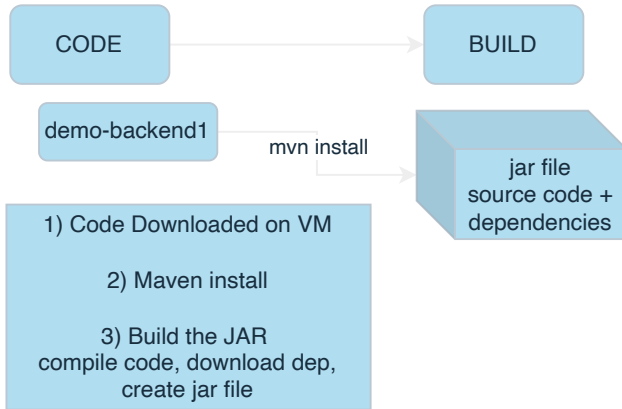 CODE
BUILD
demo-backend1
mvn install
jar file
source code +
dependencies
1) Code Downloaded on VM
2) Maven install
3) Build the JAR
compile code, download dep,
create jar file